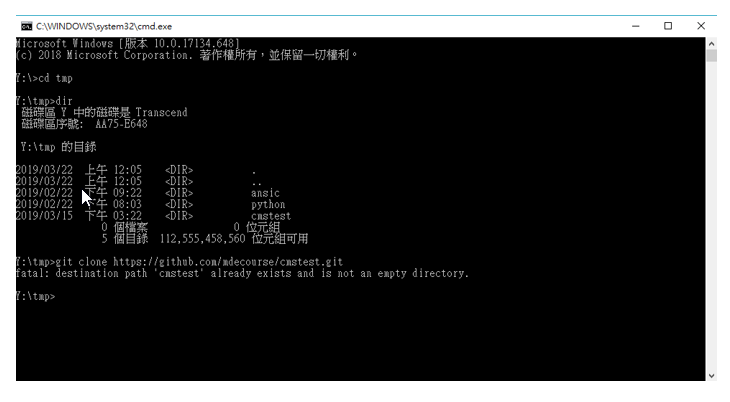 C:\WINDOWS\system32\cmd.exe
Microsoft Windows [版本 10.0.17134.648]
(c) 2018 Microsoft Corporation. 著作權所有，並保留一切權利。
Y:\>cd tmp
Y:\tmp>dir
磁碟區 Y 中的磁碟是 Transcend
磁碟區序號: AA75-E648
Y:\tmp 的目錄
2019/03/22 上午 12:05 <DIR> .
2019/03/22 上午 12:05 <DIR> ..
2019/02/22 下午 09:22 <DIR> ansic
2019/02/22 下午 08:03 <DIR> python
2019/03/15 下午 03:22 <DIR> cmstest
0 個檔案 0 位元組
5 個目錄 112,555,458,560 位元組可用
Y:\tmp>git clone https://github.com/mdecourse/cmstest.git
fatal: destination path 'cmstest' already exists and is not an empty directory.
Y:\tmp>